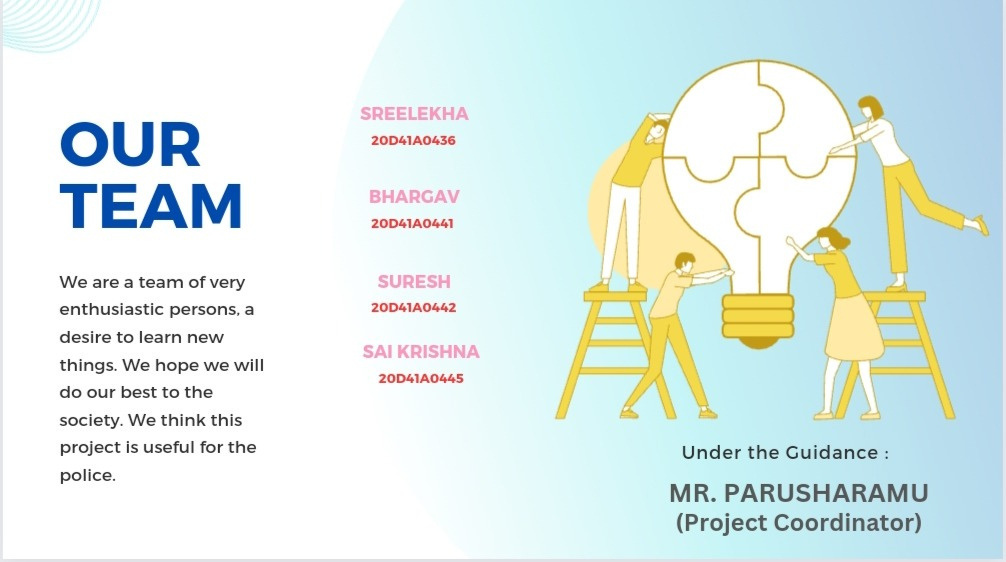 OUR
TEAM
We are a team of very
enthusiastic persons, a
desire to learn new
things. We hope we will
do our best to the
society. We think this
project is useful for the
police.
SREELEKHA
20D41A0436
BHARGAV
20D41A0441
SURESH
20D41A0442
SAI KRISHNA
20D41A0445
Under the Guidance :
MR. PARUSHARAMU
(Project Coordinator)